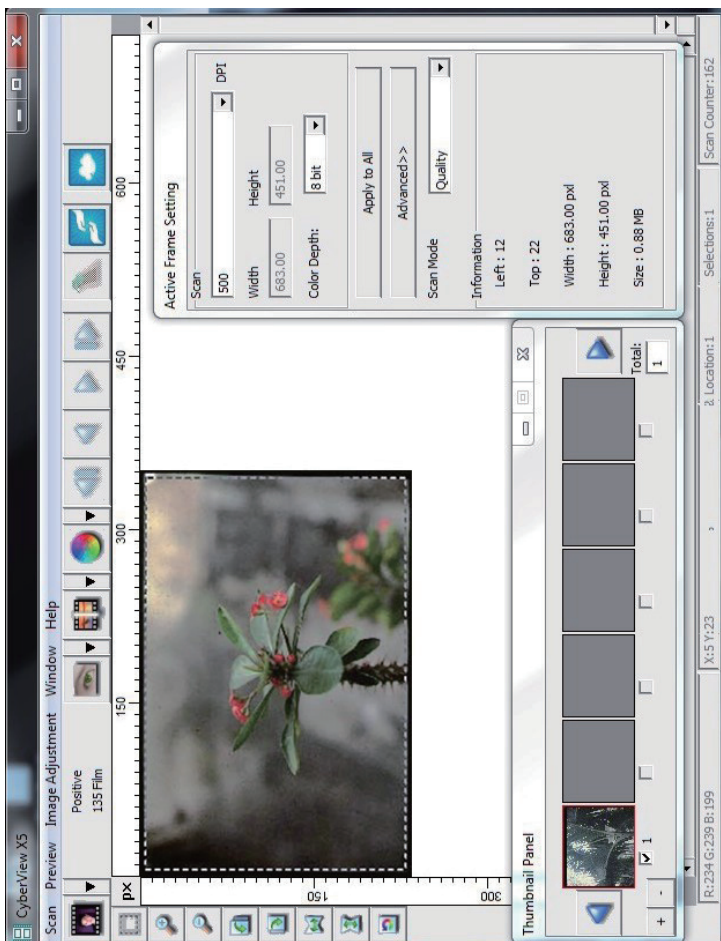 CyberView X5
Scan Preview Image Adjustment Window Help
Positive
135 Film
px
150
300
450
600
150
300
Active Frame Setting
Scan
500 DPI
Width Height
683.00 451.00
Color Depth:
8 bit
Apply to All
Advanced>>
Scan Mode
Quality
Information
Left : 12
Top : 22
Width : 683.00 pxl
Height : 451.00 pxl
Size : 0.88 MB
Thumbnail Panel
1
Total:
1
+ -
R:234 G:239 B:199
X:5 Y:23
Location:1
Selections:1
Scan Counter:162